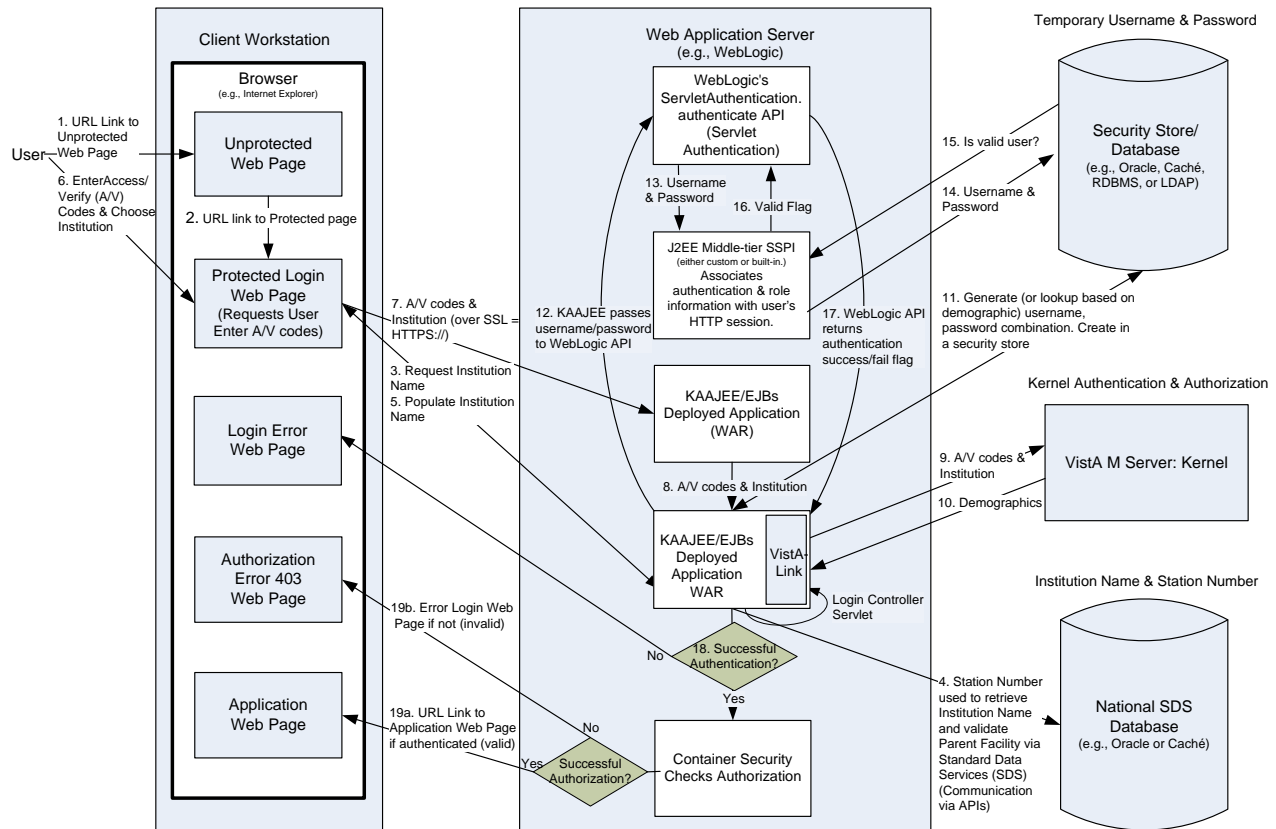 Client Workstation
Browser
(e.g., Internet Explorer)
User
1. URL Link to
Unprotected
Web Page
6. EnterAccess/
Verify (A/V)
Codes & Choose
Institution
Unprotected
Web Page
2. URL link to Protected page
Protected Login
Web Page
(Requests User
Enter A/V codes)
Login Error
Web Page
Authorization
Error 403
Web Page
Application
Web Page
7. A/V codes &
Institution (over SSL =
HTTPS://)
3. Request Institution
Name
5. Populate Institution
Name
19b. Error Login Web
Page if not (invalid)
19a. URL Link to
Application Web Page
if authenticated (valid)
Web Application Server
(e.g., WebLogic)
WebLogic's
ServletAuthentication.
authenticate API
(Servlet
Authentication)
13. Username
& Password
16. Valid Flag
J2EE Middle-tier SSPI
(either custom or built-in.)
Associates
authentication & role
information with user's
HTTP session.
12. KAAJEE passes
username/password
to WebLogic API
17. WebLogic API
returns
authentication
success/fail flag
KAAJEE/EJBs
Deployed Application
(WAR)
8. A/V codes & Institution
KAAJEE/EJBs
Deployed
Application
WAR
VistA-
Link
Login Controller
Servlet
18. Successful
Authentication?
No
Yes
Container Security
Checks Authorization
Successful
Authorization?
No
Yes
Temporary Username & Password
Security Store/
Database
(e.g., Oracle, Caché,
RDBMS, or LDAP)
15. Is valid user?
14. Username &
Password
11. Generate (or lookup based on
demographic) username,
password combination. Create in
a security store
Kernel Authentication & Authorization
VistA M Server: Kernel
9. A/V codes &
Institution
10. Demographics
Institution Name & Station Number
National SDS
Database
(e.g., Oracle or Caché)
4. Station Number
used to retrieve
Institution Name
and validate
Parent Facility via
Standard Data
Services (SDS)
(Communication
via APIs)